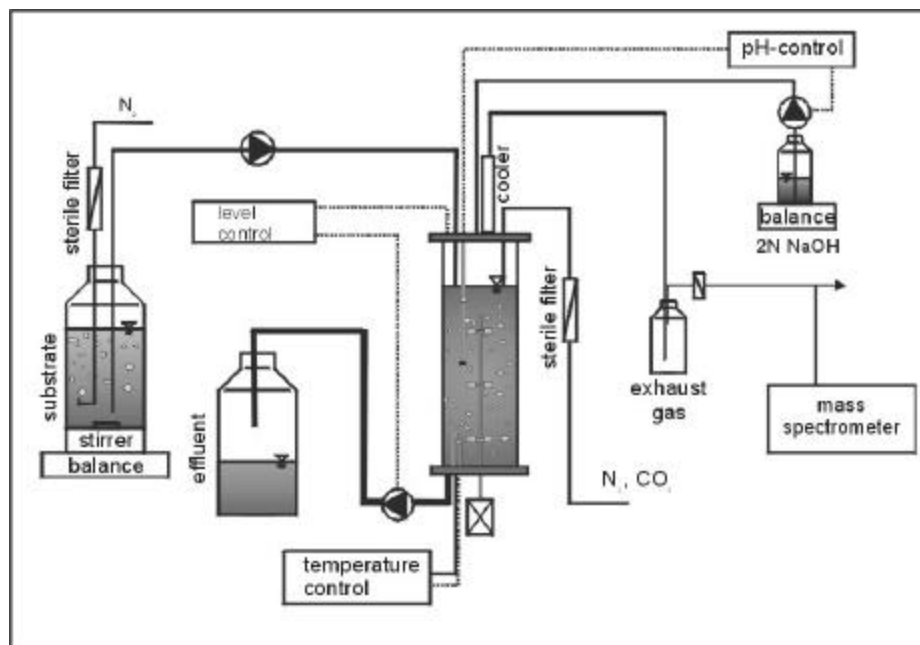 pH-control
N₂
sterile filter
cooler
level
control
balance
2N NaOH
substrate
sterile filter
stirrer
balance
effluent
exhaust
gas
mass
spectrometer
N₂, CO₂
temperature
control